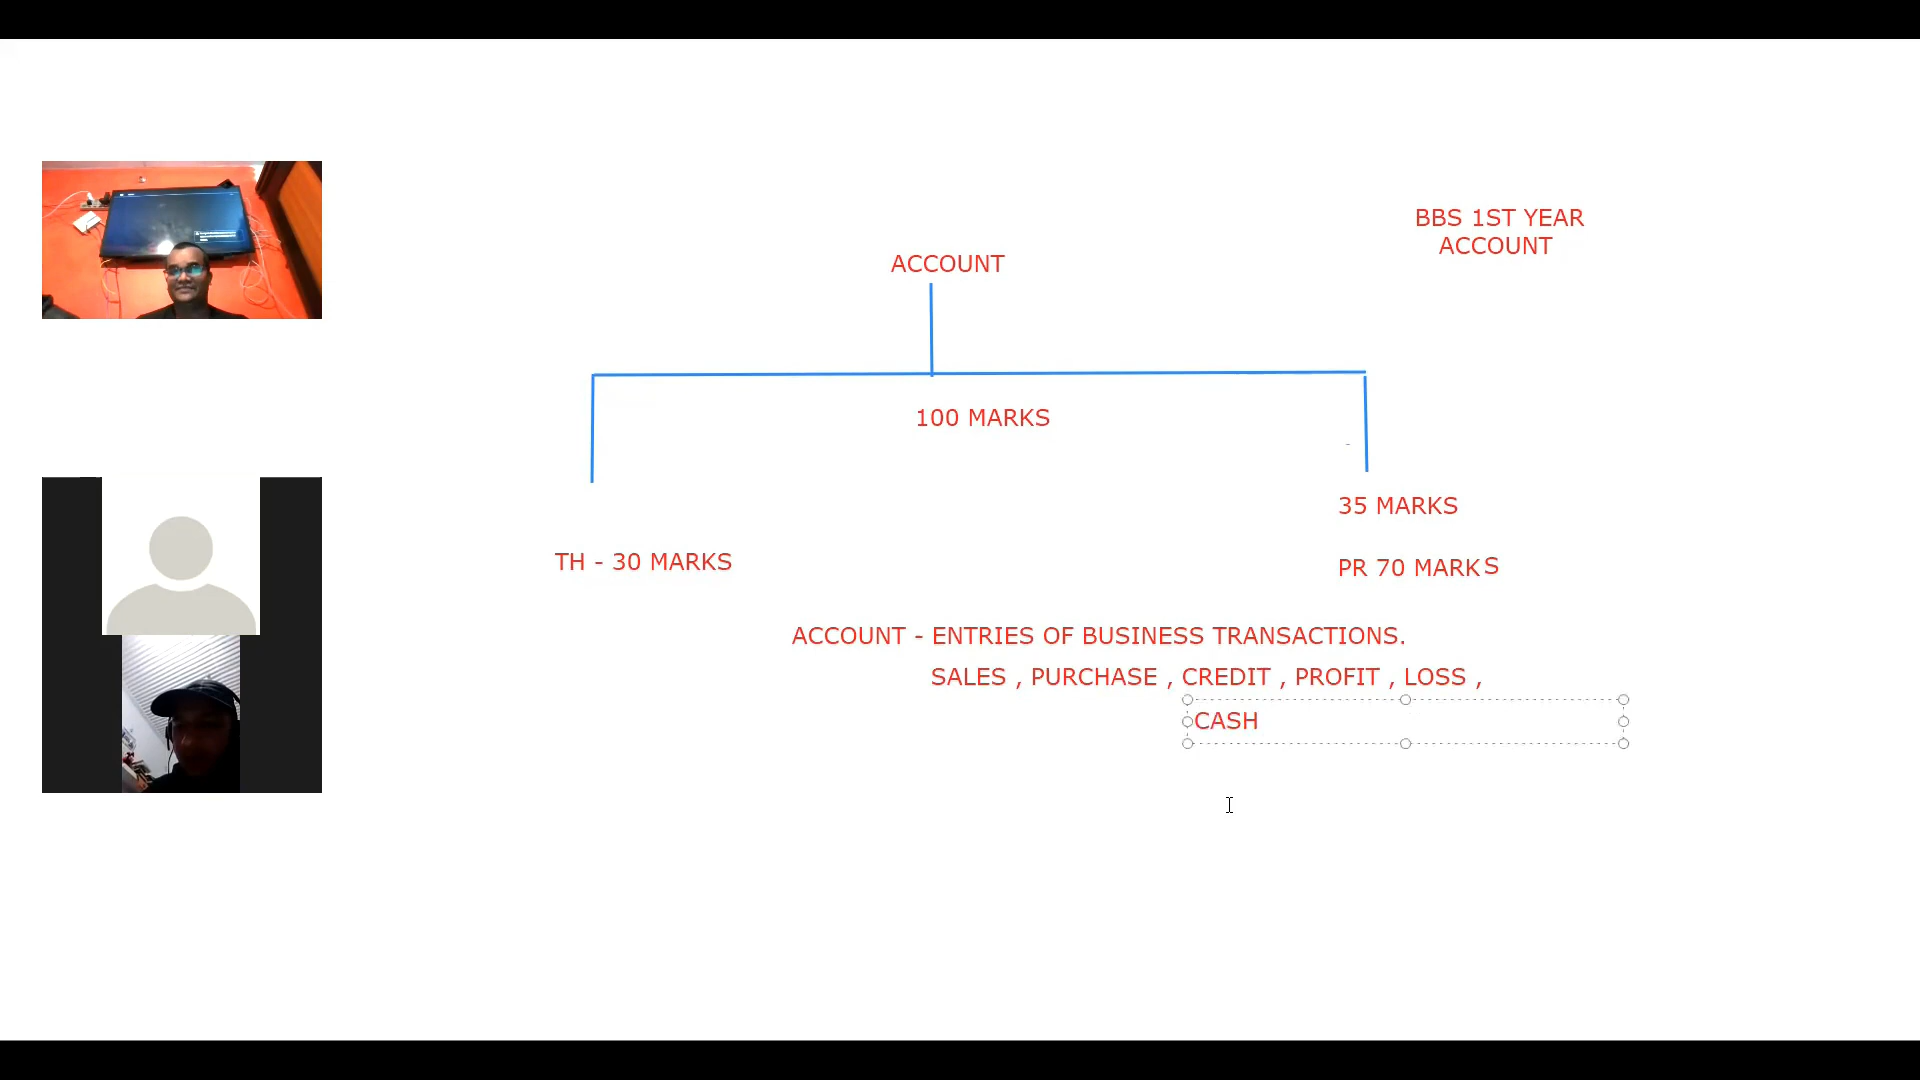 BBS 1ST YEAR
ACCOUNT
ACCOUNT
100 MARKS
35 MARKS
TH - 30 MARKS
PR 70 MARKS
ACCOUNT - ENTRIES OF BUSINESS TRANSACTIONS.
SALES , PURCHASE , CREDIT , PROFIT , LOSS ,
CASH